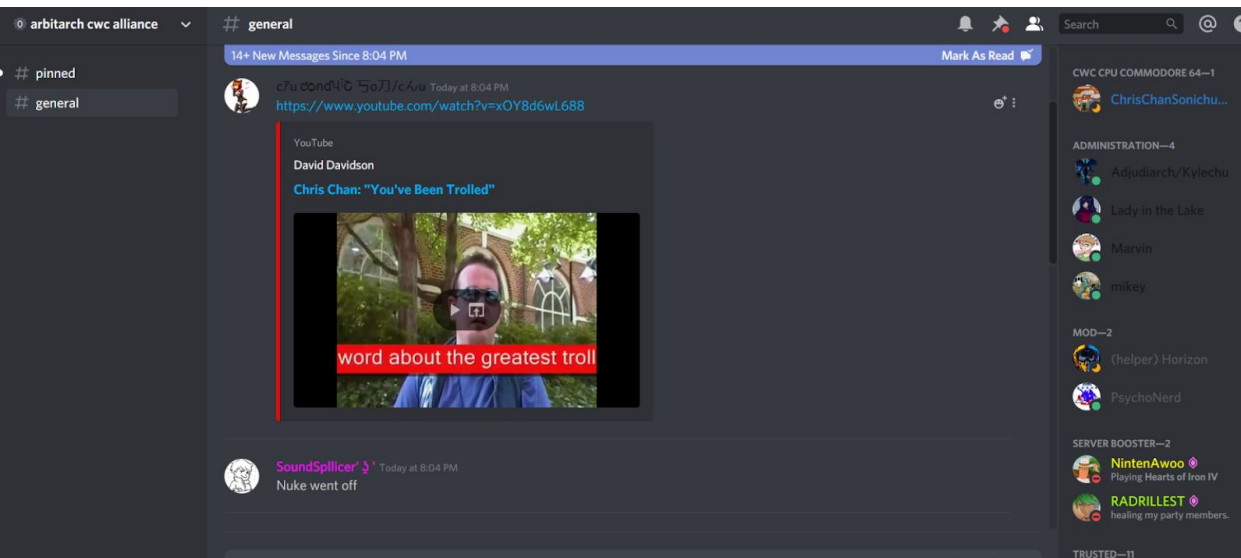 arbitarch cwc alliance
# general
Search
14+ New Messages Since 8:04 PM
Mark As Read
# pinned
# general
Today at 8:04 PM
https://www.youtube.com/watch?v=xOY8d6wL688
YouTube
David Davidson
Chris Chan: "You've Been Trolled"
word about the greatest troll
SoundSpllicer' Today at 8:04 PM
Nuke went off
CWC CPU COMMODORE 64—1
ChrisChanSonichu...
ADMINISTRATION—4
Adjudiarch/Kylechu
Lady in the Lake
Marvin
mikey
MOD—2
(helper) Horizon
PsychoNerd
SERVER BOOSTER—2
NintenAwoo
Playing Hearts of Iron IV
RADRILLEST
healing my party members.
TRUSTED—11